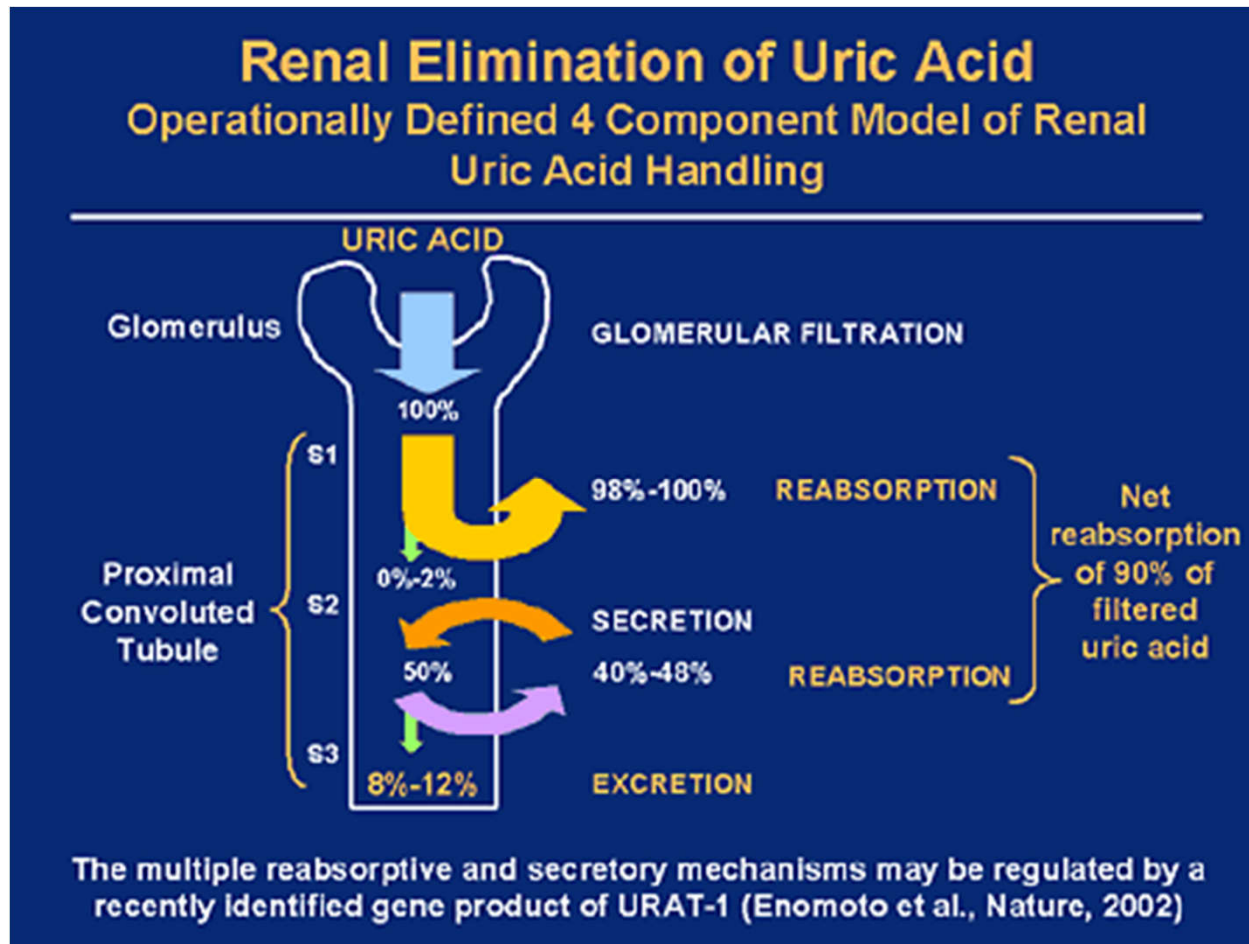 Renal Elimination of Uric Acid
Operationally Defined 4 Component Model of Renal
Uric Acid Handling
URIC ACID
Glomerulus
GLOMERULAR FILTRATION
100%
S1
98%-100%
REABSORPTION
Net
reabsorption
of 90% of
filtered
uric acid
Proximal
Convoluted
Tubule
0%-2%
S2
SECRETION
50%
40%-48%
REABSORPTION
S3
8%-12%
EXCRETION
The multiple reabsorptive and secretory mechanisms may be regulated by a
recently identified gene product of URAT-1 (Enomoto et al., Nature, 2002)